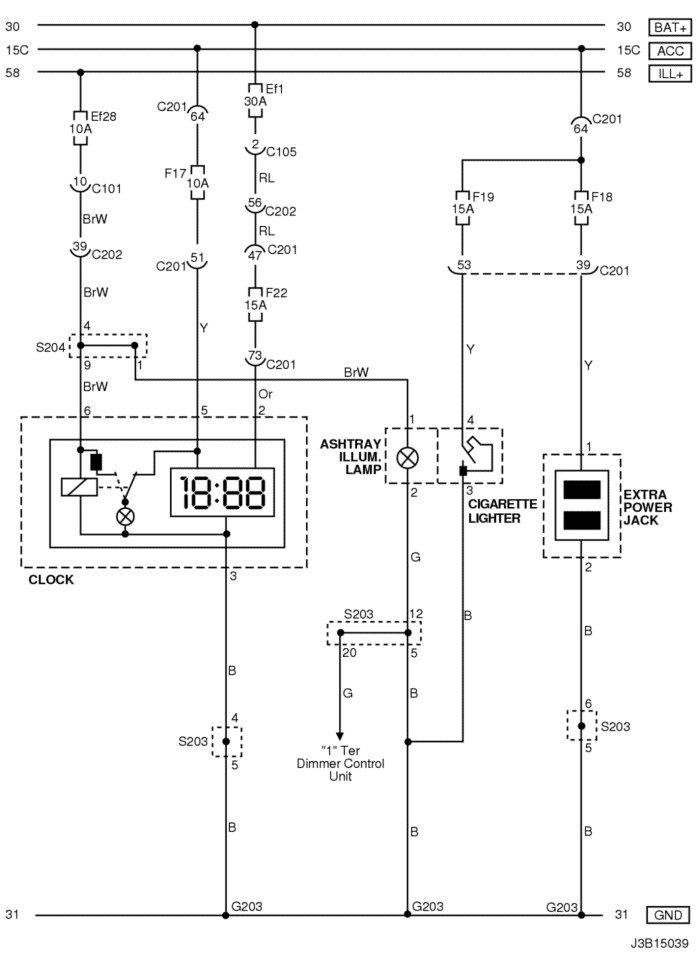 30
30 BAT+
15C
15C ACC
58
58 ILL+
Ef28
10A
C201
64
Ef1
30A
C201
64
2 C105
F17
10A
RL
10 C101
F19
15A
F18
15A
56 C202
BrW
RL
39 C202
C201
47
C201 51
53
39 C201
BrW
F22
15A
4
Y
S204
Y
73 C201
9
1
BrW
Y
BrW
Or
6
5
2
1
4
ASHTRAY
ILLUM.
LAMP
1
18:88
2
3
CIGARETTE
LIGHTER
EXTRA
POWER
JACK
CLOCK
3
2
G
S203
12
B
20
5
B
B
G
B
4
6
S203
S203
5
5
"1" Ter
Dimmer Control
Unit
B
B
B
31
G203
G203
G203
31 GND
J3B15039